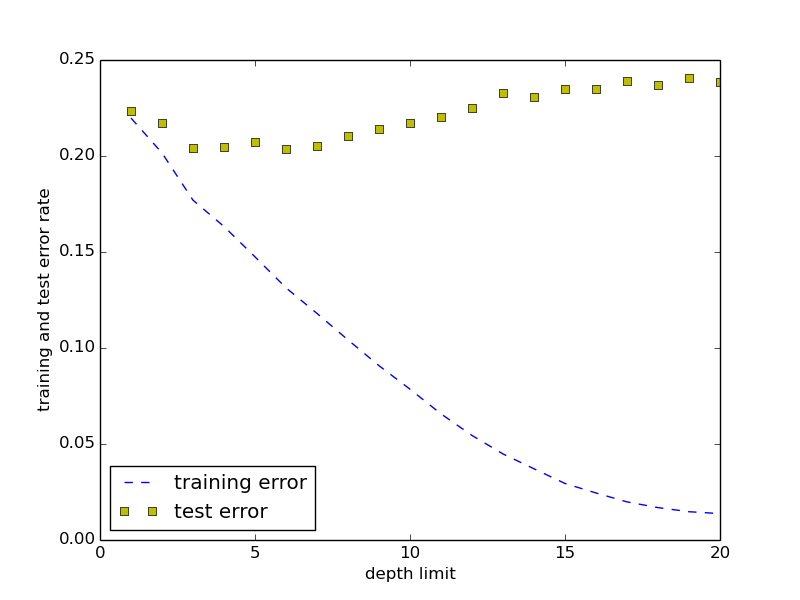 0.25
0.20
0.15
0.10
0.05
0.00
training and test error rate
training error
test error
0 5 10 15 20
depth limit